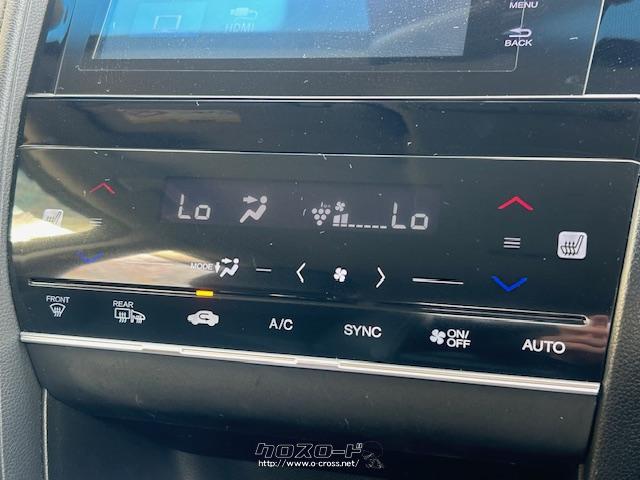 HDMI
MENU
BACK
Lo Lo
MODE
FRONT
REAR
A/C
SYNC
ON/
OFF
AUTO
クロスロード
http://www.o-cross.net/